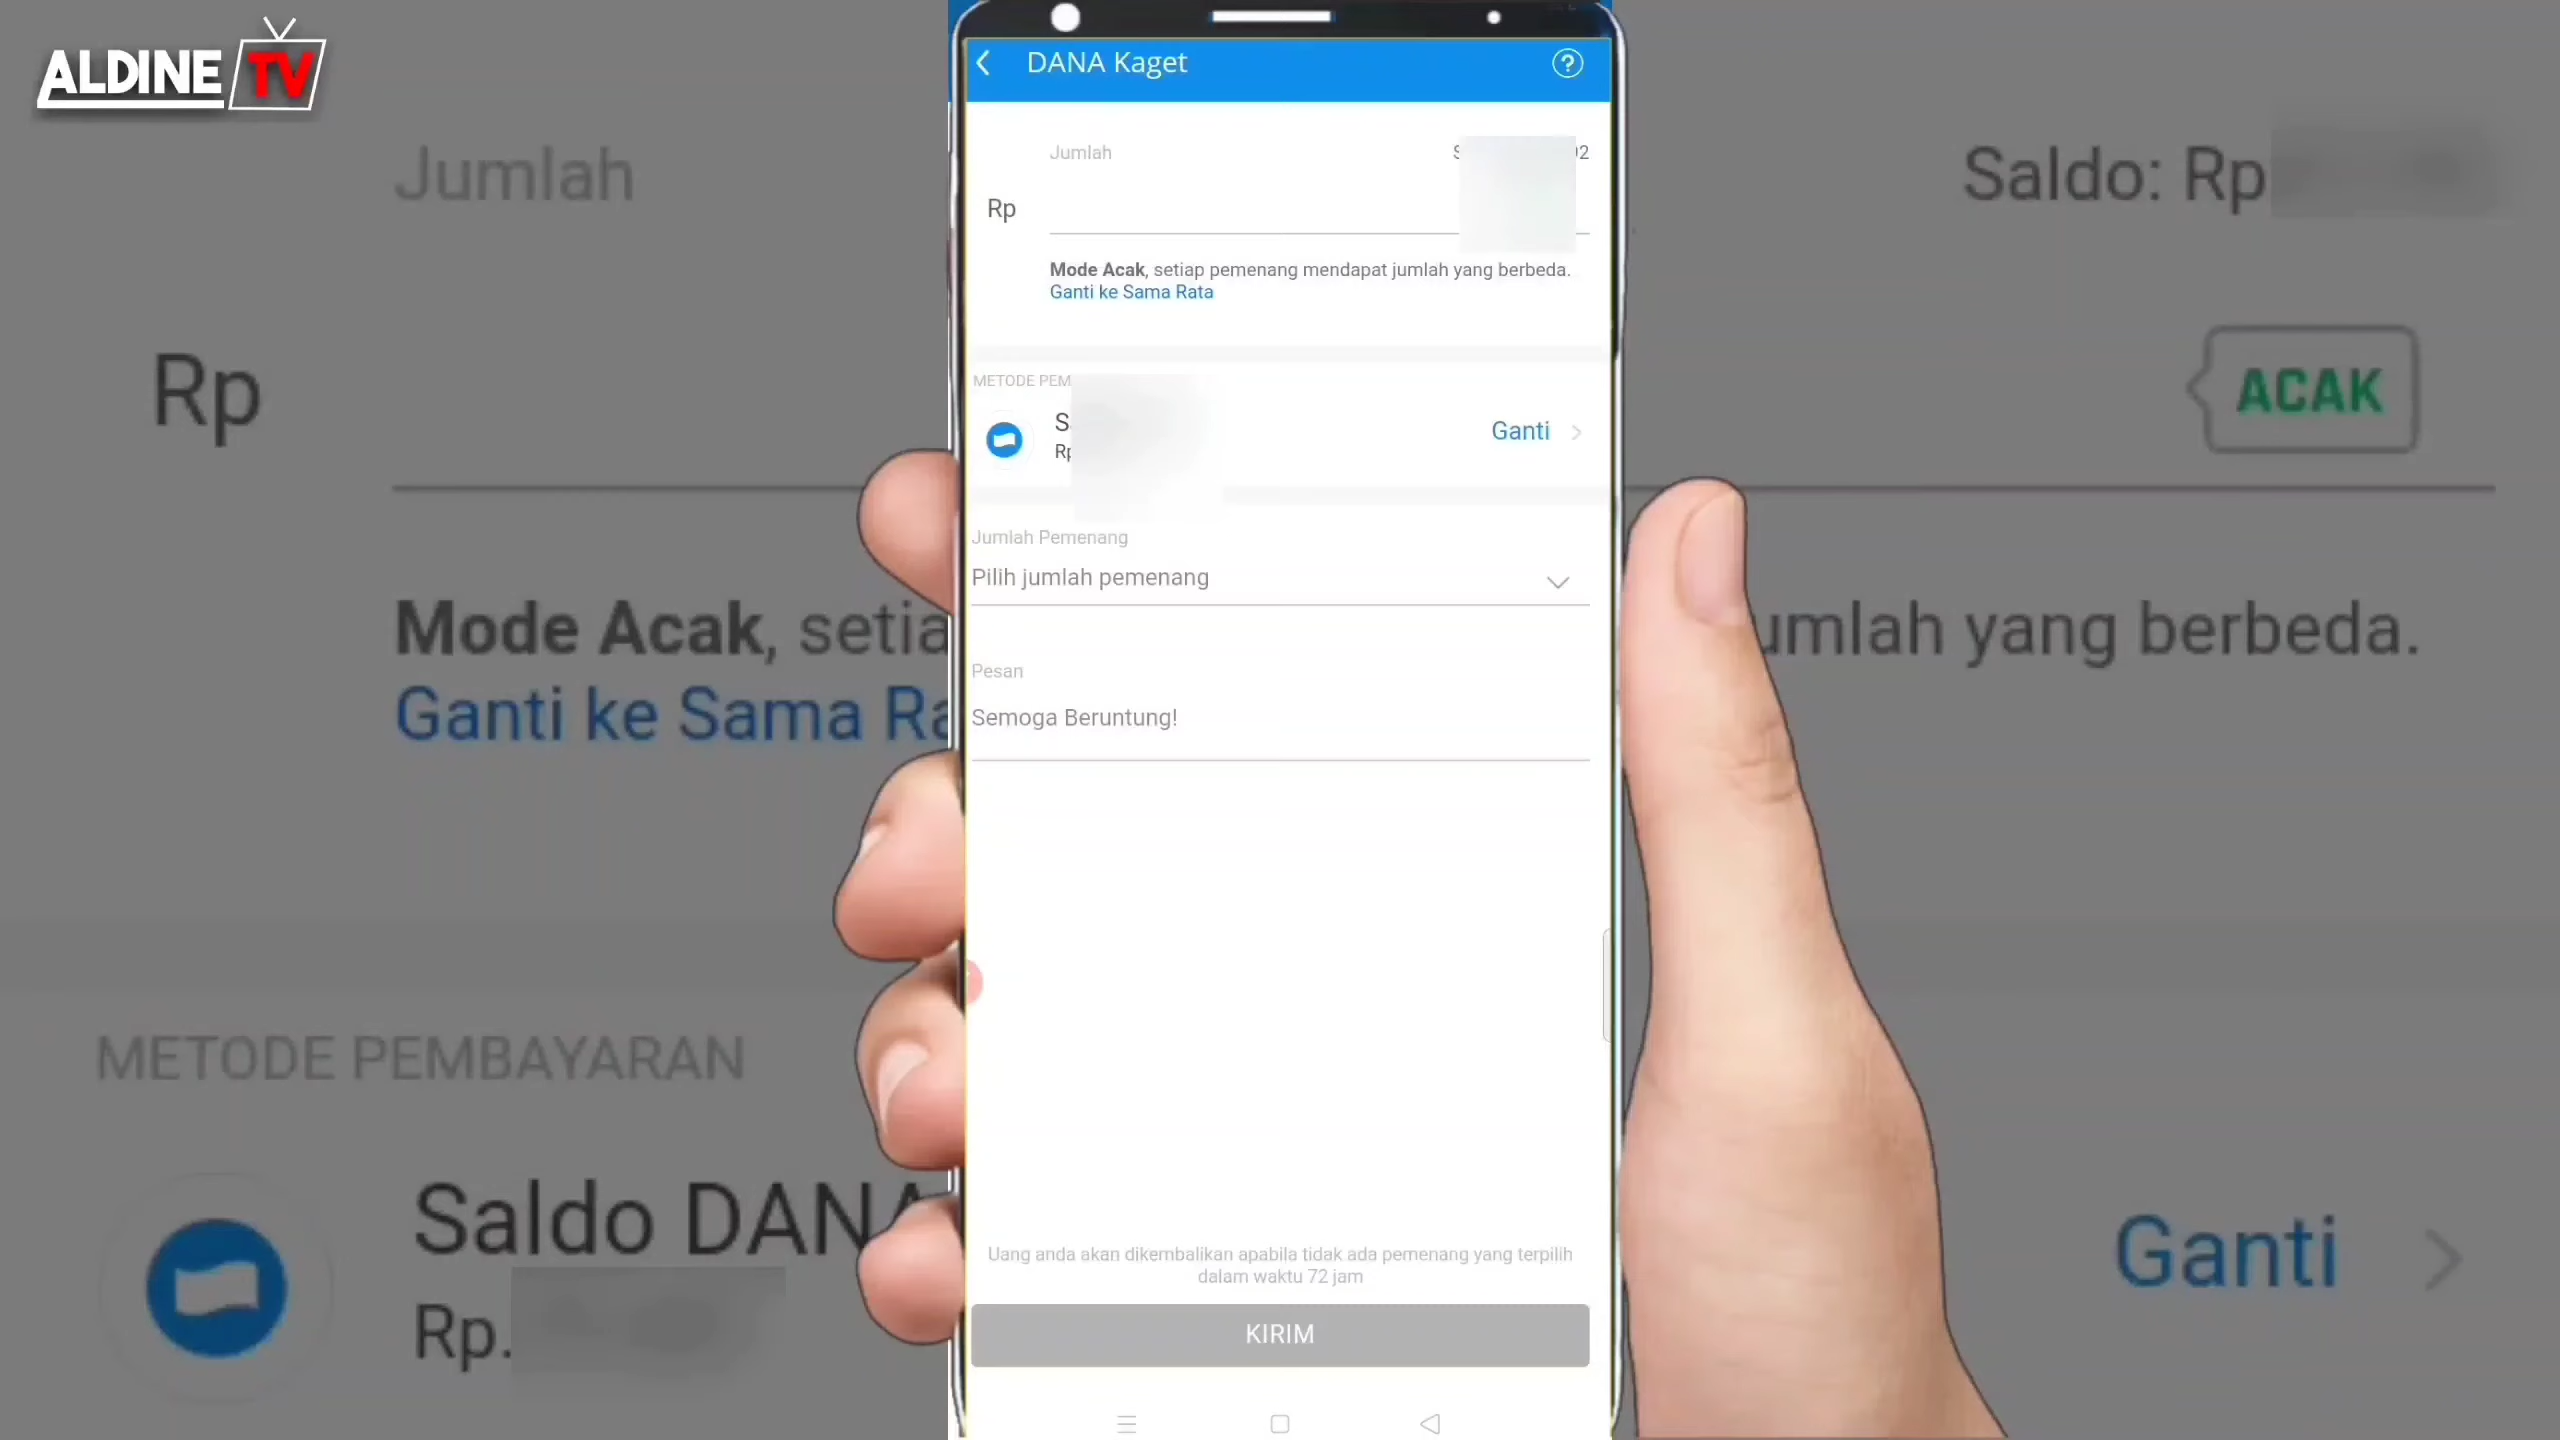 ALDINE TV
DANA Kaget
Jumlah
Rp
Mode Acak, setiap pemenang mendapat jumlah yang berbeda.
Ganti ke Sama Rata
METODE PEM
Ganti
Jumlah Pemenang
Pilih jumlah pemenang
Pesan
Semoga Beruntung!
Uang anda akan dikembalikan apabila tidak ada pemenang yang terpilih
dalam waktu 72 jam
KIRIM
Jumlah
Saldo: Rp
Rp
ACAK
Mode Acak, setia
umlah yang berbeda.
Ganti ke Sama Ra
METODE PEMBAYARAN
Saldo DANA
Rp.
Ganti